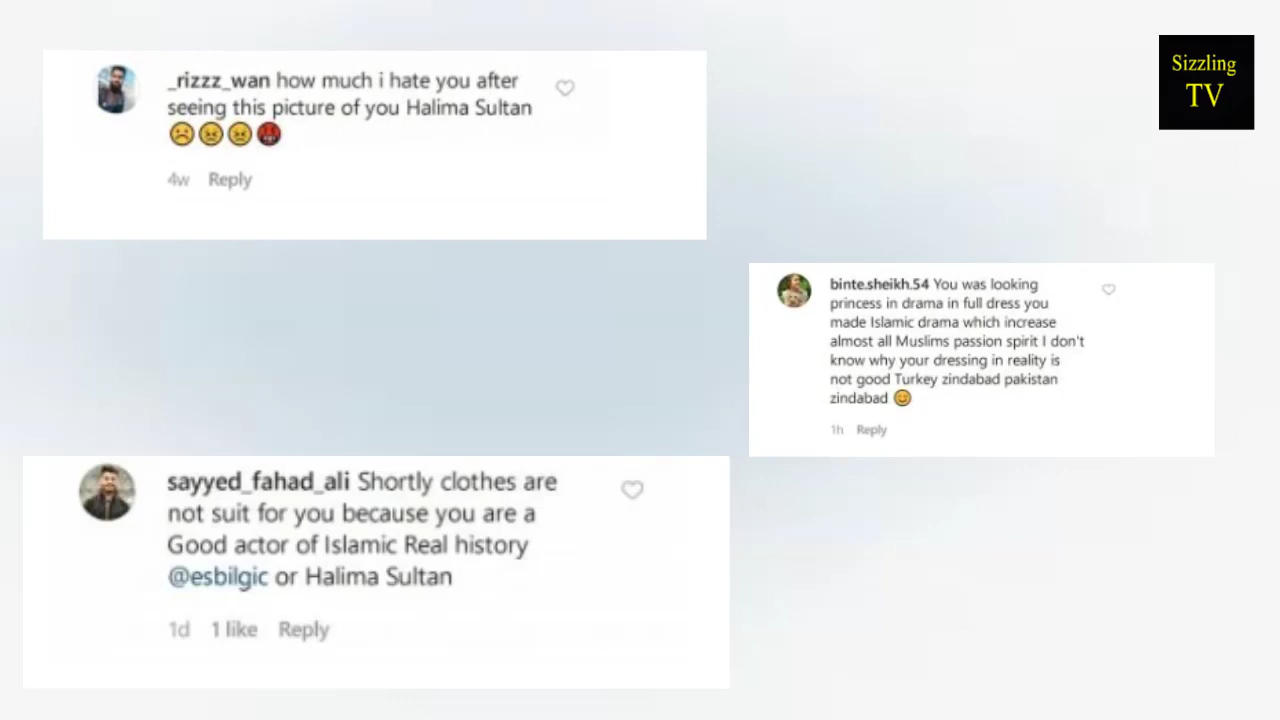 Sizzling
TV
_rizzz_wan how much i hate you after
seeing this picture of you Halima Sultan
☹️😠😠🤬
4w Reply
binte.sheikh.54 You was looking
princess in drama in full dress you
made Islamic drama which increase
almost all Muslims passion spirit I don't
know why your dressing in reality is
not good Turkey zindabad pakistan
zindabad 😊
1h Reply
sayyed_fahad_ali Shortly clothes are
not suit for you because you are a
Good actor of Islamic Real history
@esbilgic or Halima Sultan
1d 1 like Reply